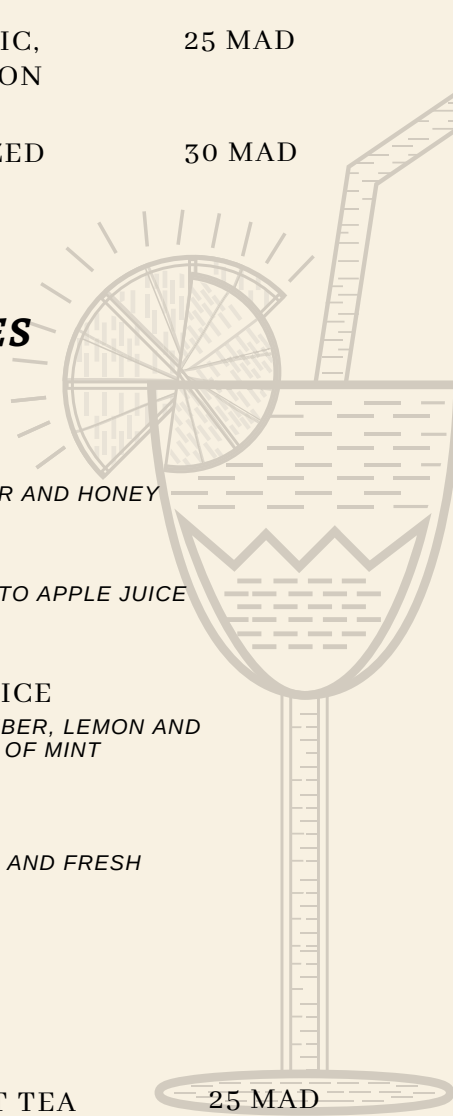 IC, 25 MAD
ON
ZED 30 MAD
ES
R AND HONEY
TO APPLE JUICE
ICE
BER, LEMON AND
OF MINT
AND FRESH
T TEA 25 MAD